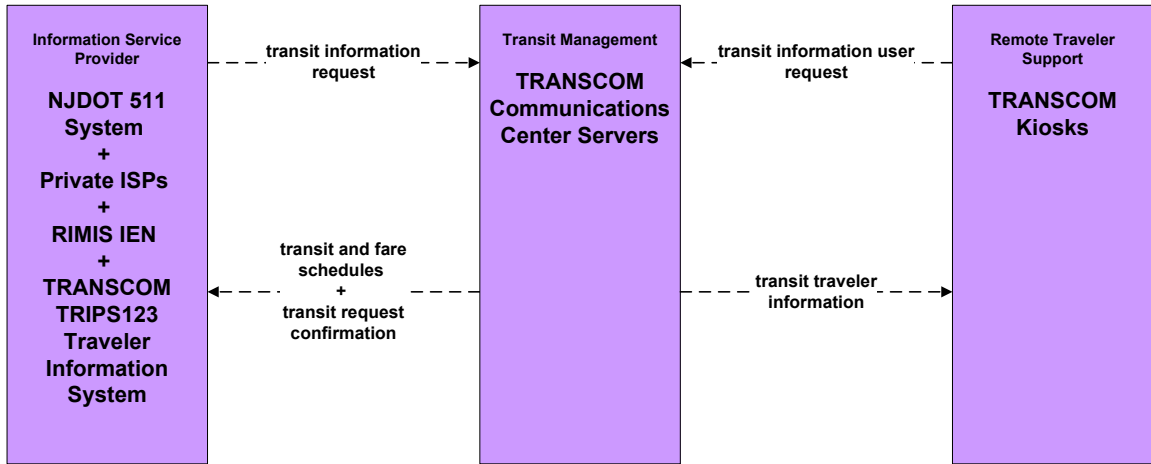 Information Service
Provider
NJDOT 511
System
+
Private ISPs
+
RIMIS IEN
+
TRANSCOM
TRIPS123
Traveler
Information
System
transit information
request
transit and fare
schedules
+
transit request
confirmation
Transit Management
TRANSCOM
Communications
Center Servers
transit information user
request
transit traveler
information
Remote Traveler
Support
TRANSCOM
Kiosks